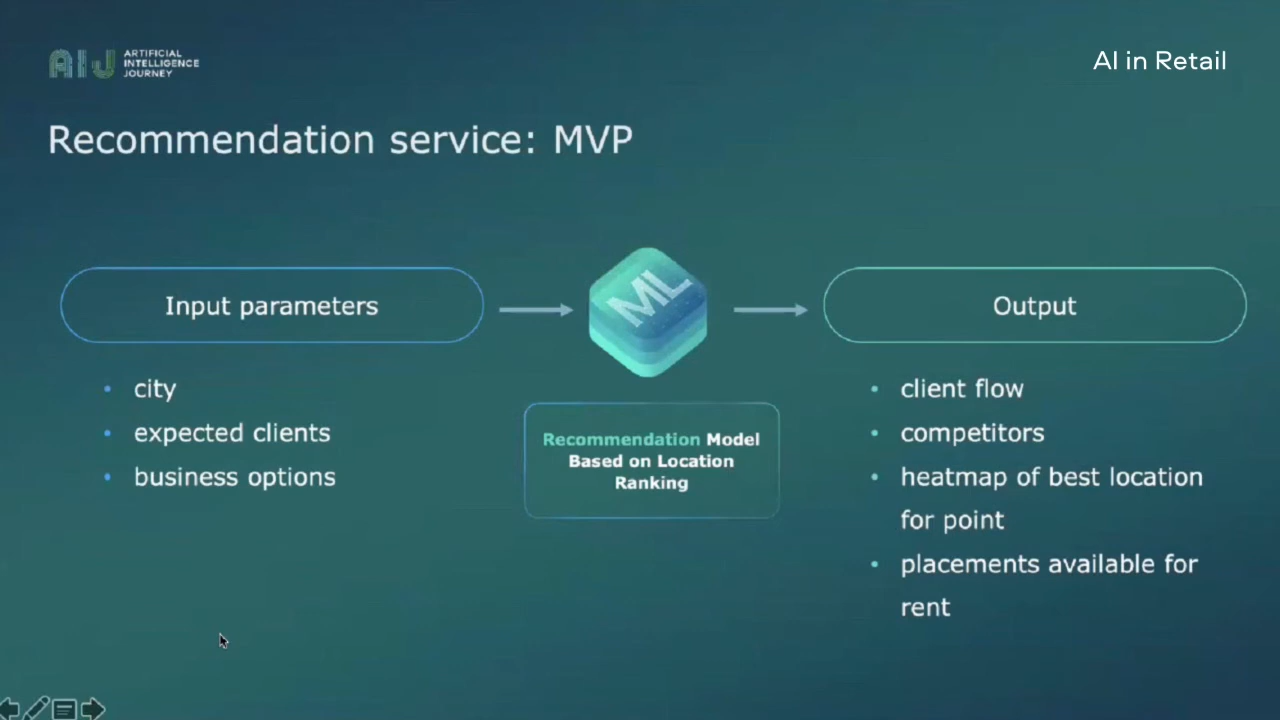 AIJ ARTIFICIAL
INTELLIGENCE
JOURNEY
AI in Retail
Recommendation service: MVP
Input parameters
ML
Output
• city
• expected clients
• business options
Recommendation Model
Based on Location
Ranking
• client flow
• competitors
• heatmap of best location
for point
• placements available for
rent